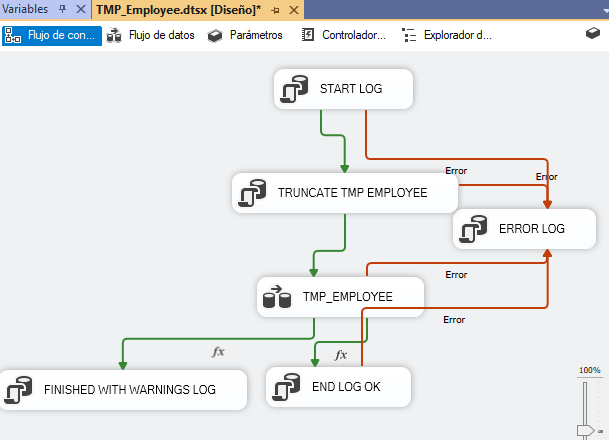 Variables
TMP_Employee.dtsx [Diseño]*
Flujo de con...
Flujo de datos
Parámetros
Controlador...
Explorador d...
START LOG
Error
Error
TRUNCATE TMP EMPLOYEE
ERROR LOG
Error
TMP_EMPLOYEE
Error
fx
fx
100%
FINISHED WITH WARNINGS LOG
END LOG OK